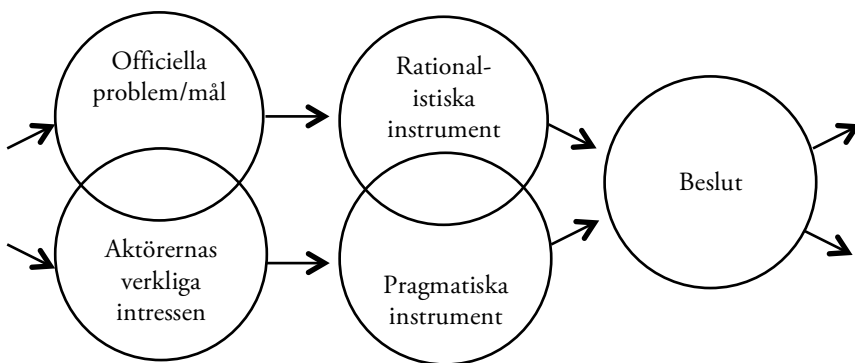 Officiella
problem/mål
Aktörernas
verkliga
intressen
Rational-
istiska
instrument
Pragmatiska
instrument
Beslut